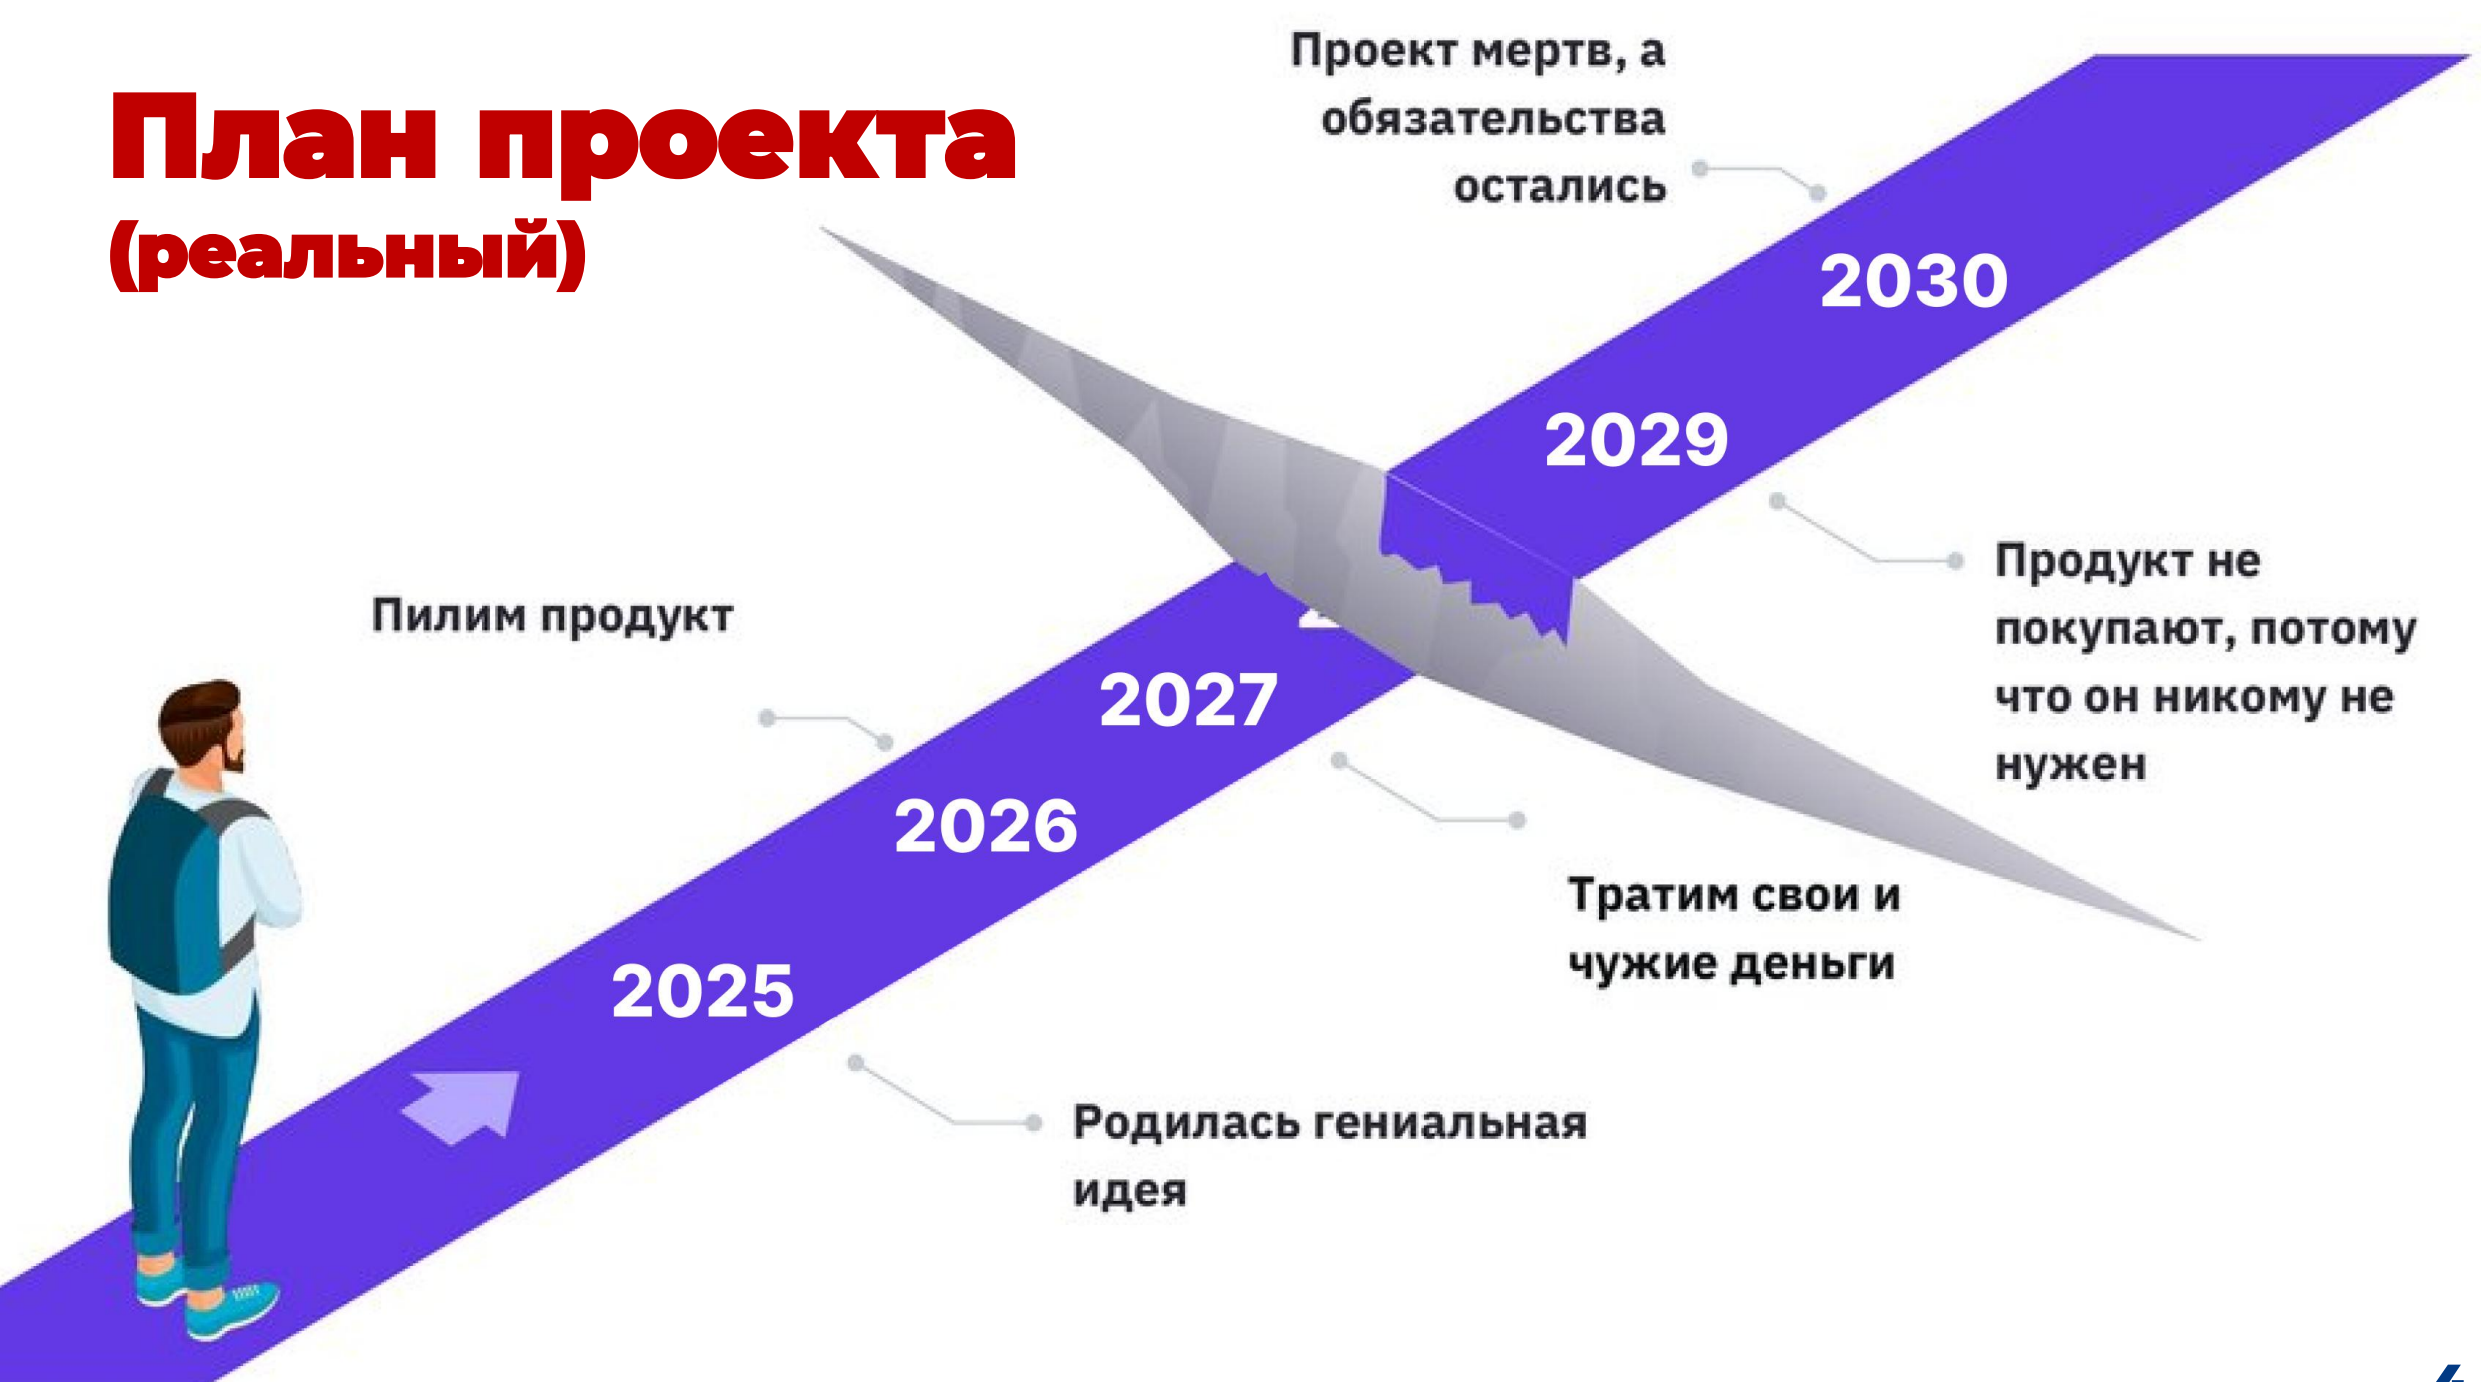 План проекта
(реальный)
Проект мертв, а
обязательства
остались
2030
2029
Продукт не
покупают, потому
что он никому не
нужен
Пилим продукт
2027
2026
Тратим свои и
чужие деньги
2025
Родилась гениальная
идея